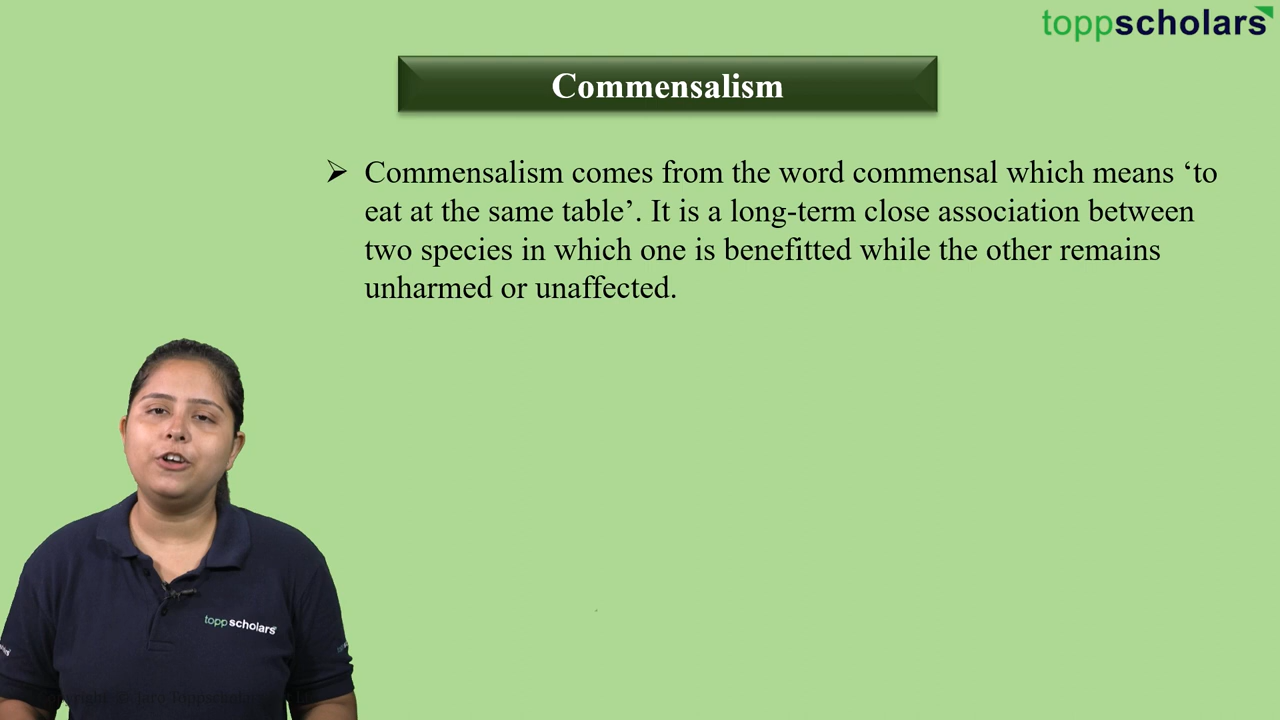 toppscholars
Commensalism
➢ Commensalism comes from the word commensal which means ‘to
eat at the same table’. It is a long-term close association between
two species in which one is benefitted while the other remains
unharmed or unaffected.
toppscholars